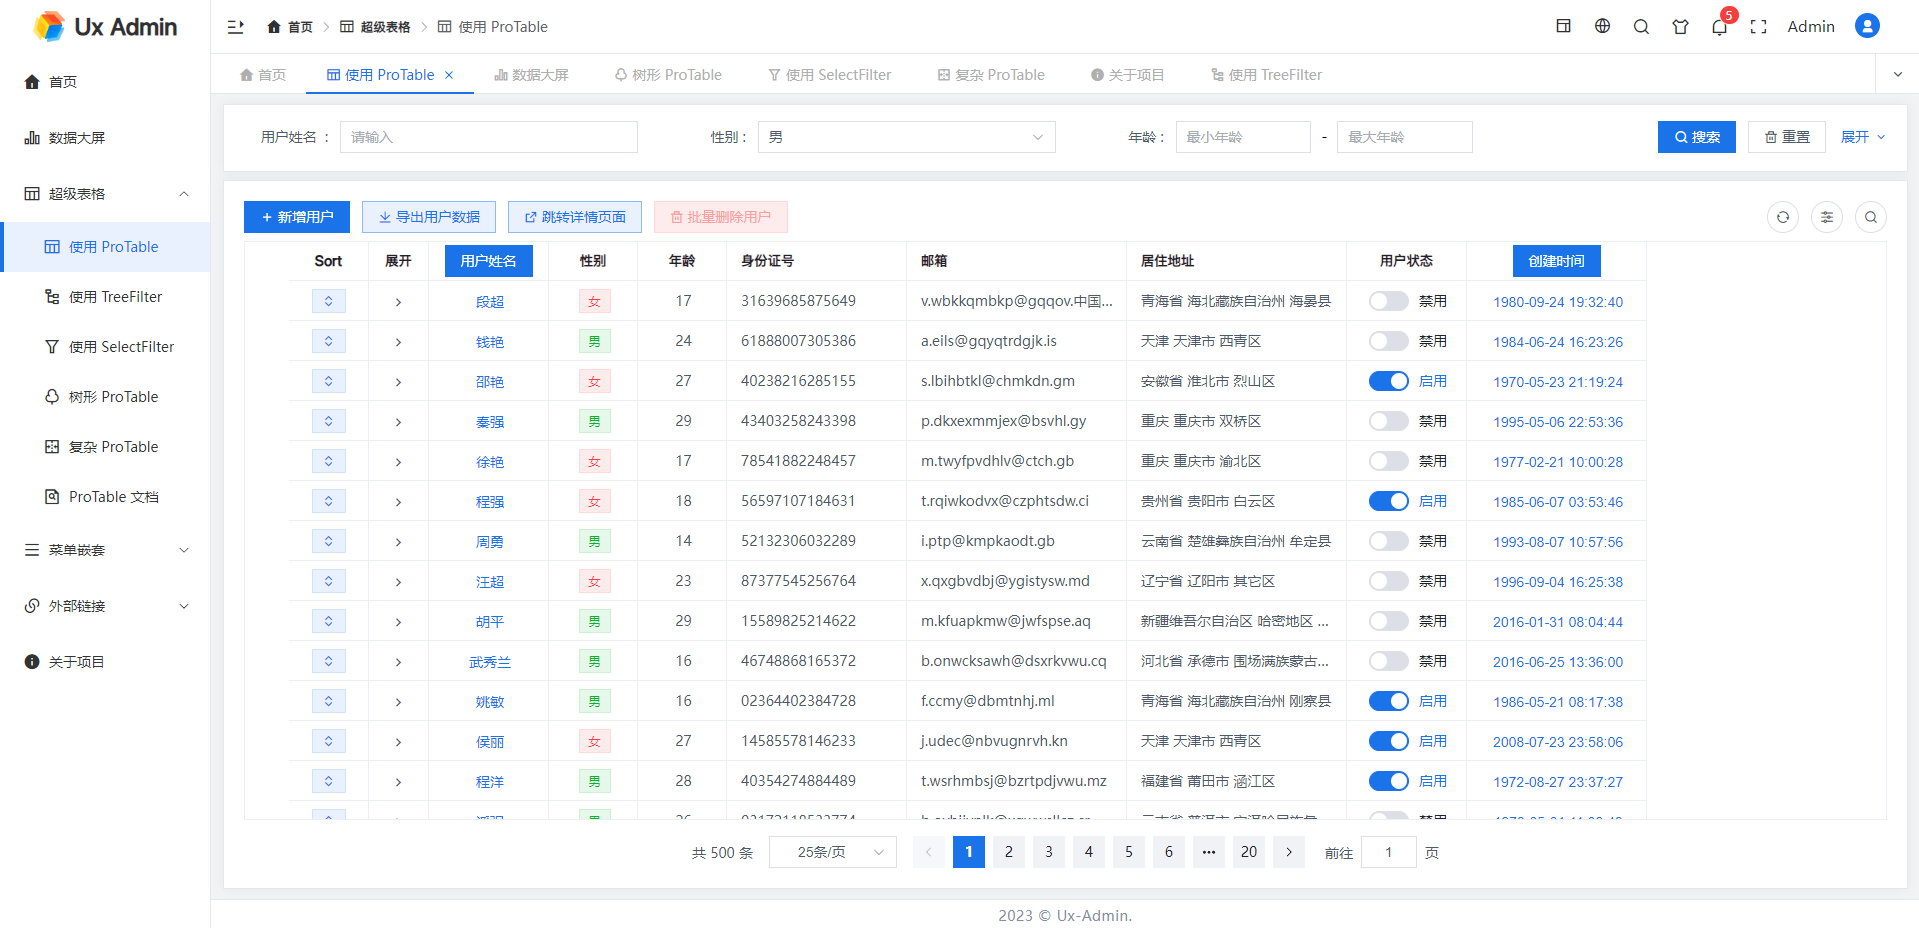 Ux Admin
首页
数据大屏
超级表格
使用 ProTable
使用 TreeFilter
使用 SelectFilter
树形 ProTable
复杂 ProTable
ProTable 文档
菜单嵌套
外部链接
关于项目
首页 超级表格 使用 ProTable
5 Admin
首页 使用 ProTable 数据大屏 树形 ProTable 使用 SelectFilter 复杂 ProTable 关于项目 使用 TreeFilter
用户姓名 : 请输入 性别 : 男 年龄 : 最小年龄 - 最大年龄 搜索 重置 展开
新增用户 导出用户数据 跳转详情页面 批量删除用户
Sort 展开 用户姓名 性别 年龄 身份证号 邮箱 居住地址 用户状态 创建时间
段超 女 17 31639685875649 v.wbkkqmbkp@gqqov.中国... 青海省 海北藏族自治州 海晏县 禁用 1980-09-24 19:32:40
钱艳 男 24 61888007305386 a.eils@gqyqtrdgjk.is 天津 天津市 西青区 禁用 1984-06-24 16:23:26
邵艳 女 27 40238216285155 s.lbihbtkl@chmkdn.gm 安徽省 淮北市 烈山区 启用 1970-05-23 21:19:24
秦强 男 29 43403258243398 p.dkxexmmjex@bsvhl.gy 重庆 重庆市 双桥区 禁用 1995-05-06 22:53:36
徐艳 女 17 78541882248457 m.twyfpvdhlv@ctch.gb 重庆 重庆市 渝北区 禁用 1977-02-21 10:00:28
程强 女 18 56597107184631 t.rqiwkodvx@czphtsdw.ci 贵州省 贵阳市 白云区 启用 1985-06-07 03:53:46
周勇 男 14 52132306032289 i.ptp@kmpkaodt.gb 云南省 楚雄彝族自治州 牟定县 禁用 1993-08-07 10:57:56
汪超 女 23 87377545256764 x.qxgbvdbj@ygistysw.md 辽宁省 辽阳市 其它区 禁用 1996-09-04 16:25:38
胡平 男 29 15589825214622 m.kfuapkmw@jwfspse.aq 新疆维吾尔自治区 哈密地区 ... 禁用 2016-01-31 08:04:44
武秀兰 男 16 46748868165372 b.onwcksawh@dsxrkvwu.cq 河北省 承德市 围场满族蒙古... 禁用 2016-06-25 13:36:00
姚敏 男 16 02364402384728 f.ccmy@dbmtnhj.ml 青海省 海北藏族自治州 刚察县 启用 1986-05-21 08:17:38
侯丽 女 27 14585578146233 j.udec@nbvugnrvh.kn 天津 天津市 西青区 启用 2008-07-23 23:58:06
程洋 男 28 40354274884489 t.wsrhmbsj@bzrtpdjvwu.mz 福建省 莆田市 涵江区 启用 1972-08-27 23:37:27
共 500 条 25条/页 1 2 3 4 5 6 ••• 20 前往 1 页
2023 © Ux-Admin.